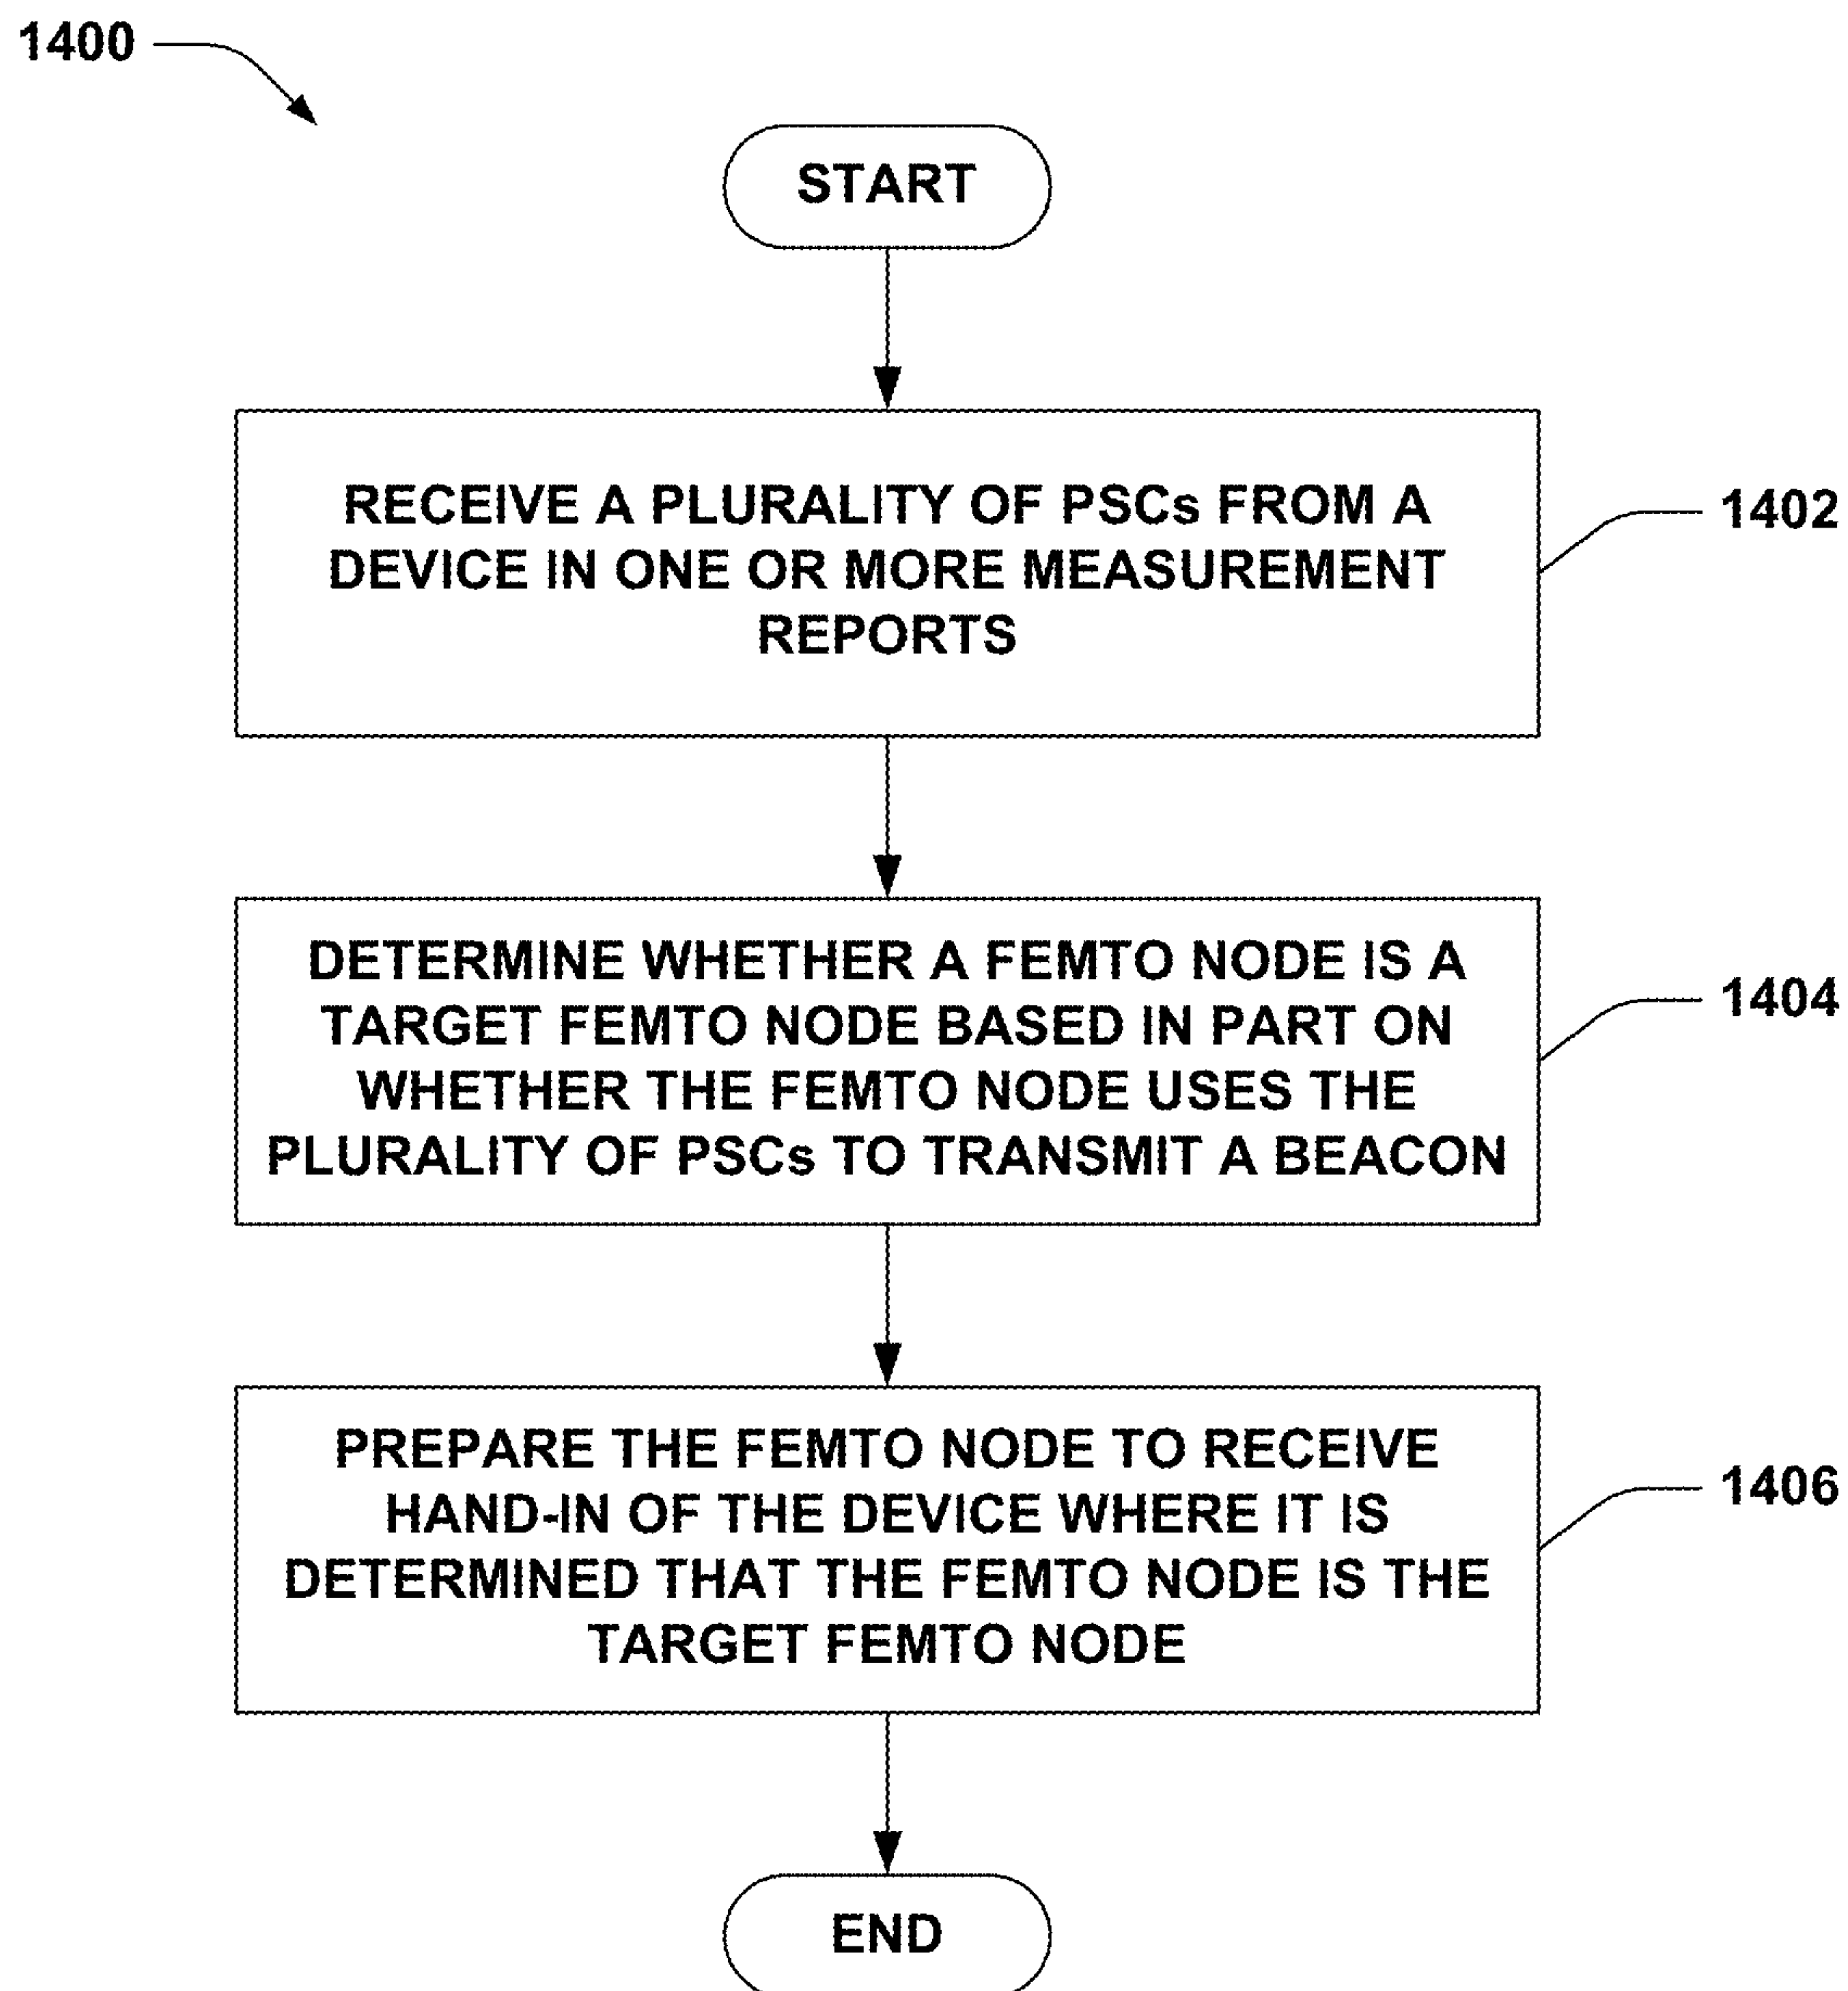 1400
START
RECEIVE A PLURALITY OF PSCs FROM A
DEVICE IN ONE OR MORE MEASUREMENT
REPORTS
1402
DETERMINE WHETHER A FEMTO NODE IS A
TARGET FEMTO NODE BASED IN PART ON
WHETHER THE FEMTO NODE USES THE
PLURALITY OF PSCs TO TRANSMIT A BEACON
1404
PREPARE THE FEMTO NODE TO RECEIVE
HAND-IN OF THE DEVICE WHERE IT IS
DETERMINED THAT THE FEMTO NODE IS THE
TARGET FEMTO NODE
1406
END